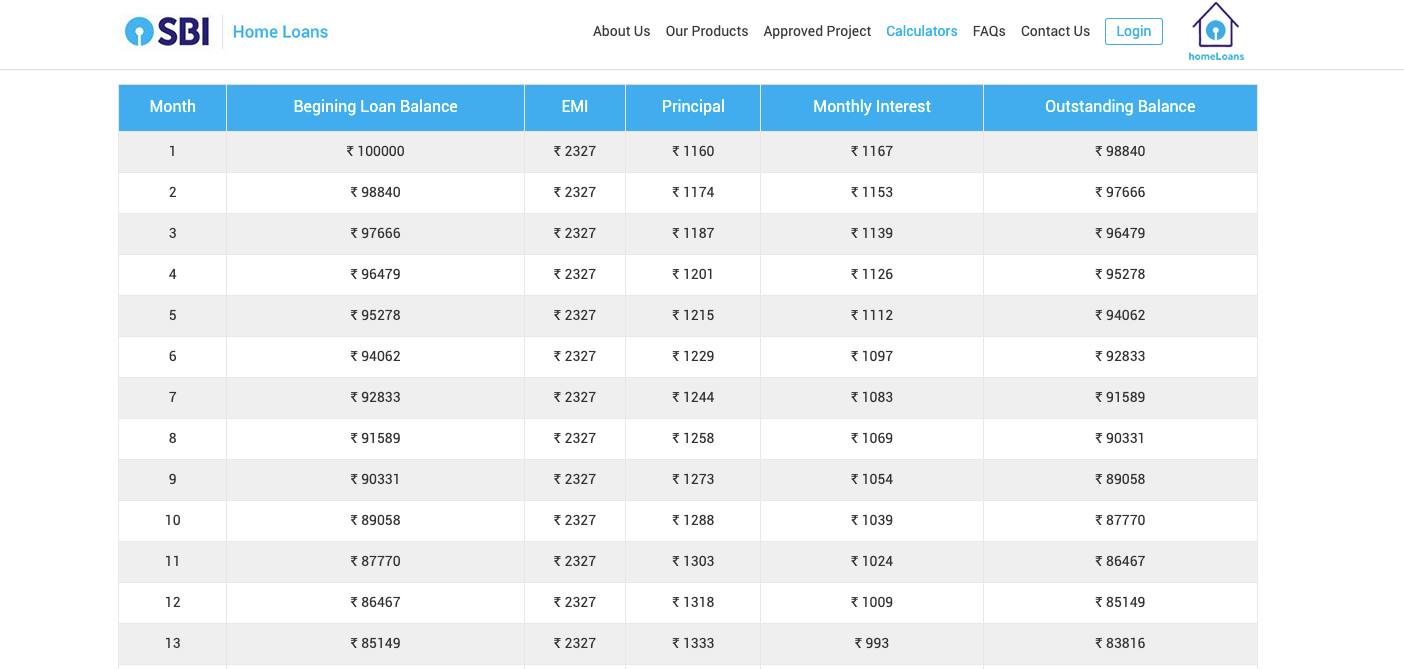 SBI Home Loans About Us Our Products Approved Project Calculators FAQs Contact Us Login
homeLoans
Month Begining Loan Balance EMI Principal Monthly Interest Outstanding Balance
1 ₹ 100000 ₹ 2327 ₹ 1160 ₹ 1167 ₹ 98840
2 ₹ 98840 ₹ 2327 ₹ 1174 ₹ 1153 ₹ 97666
3 ₹ 97666 ₹ 2327 ₹ 1187 ₹ 1139 ₹ 96479
4 ₹ 96479 ₹ 2327 ₹ 1201 ₹ 1126 ₹ 95278
5 ₹ 95278 ₹ 2327 ₹ 1215 ₹ 1112 ₹ 94062
6 ₹ 94062 ₹ 2327 ₹ 1229 ₹ 1097 ₹ 92833
7 ₹ 92833 ₹ 2327 ₹ 1244 ₹ 1083 ₹ 91589
8 ₹ 91589 ₹ 2327 ₹ 1258 ₹ 1069 ₹ 90331
9 ₹ 90331 ₹ 2327 ₹ 1273 ₹ 1054 ₹ 89058
10 ₹ 89058 ₹ 2327 ₹ 1288 ₹ 1039 ₹ 87770
11 ₹ 87770 ₹ 2327 ₹ 1303 ₹ 1024 ₹ 86467
12 ₹ 86467 ₹ 2327 ₹ 1318 ₹ 1009 ₹ 85149
13 ₹ 85149 ₹ 2327 ₹ 1333 ₹ 993 ₹ 83816